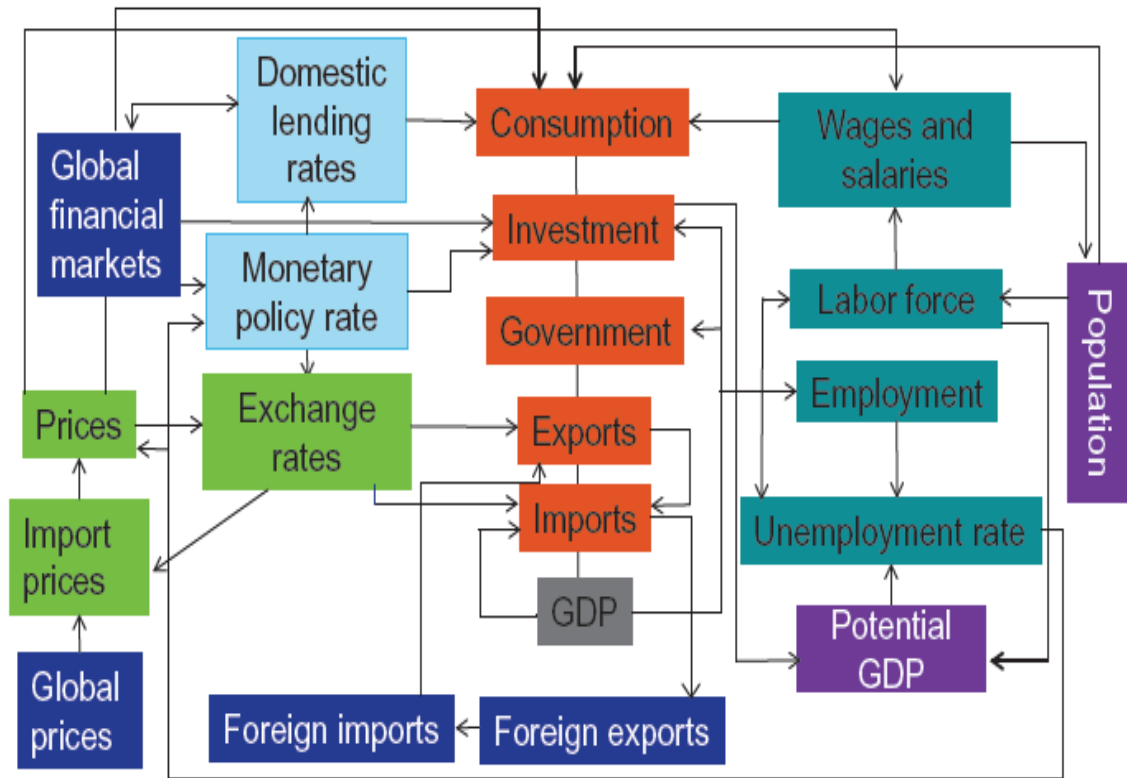 Domestic
lending
rates
Consumption
Wages and
salaries
Global
financial
markets
Investment
Monetary
policy rate
Labor force
Population
Government
Prices
Exchange
rates
Exports
Employment
Import
prices
Imports
Unemployment rate
GDP
Potential
GDP
Global
prices
Foreign imports
Foreign exports